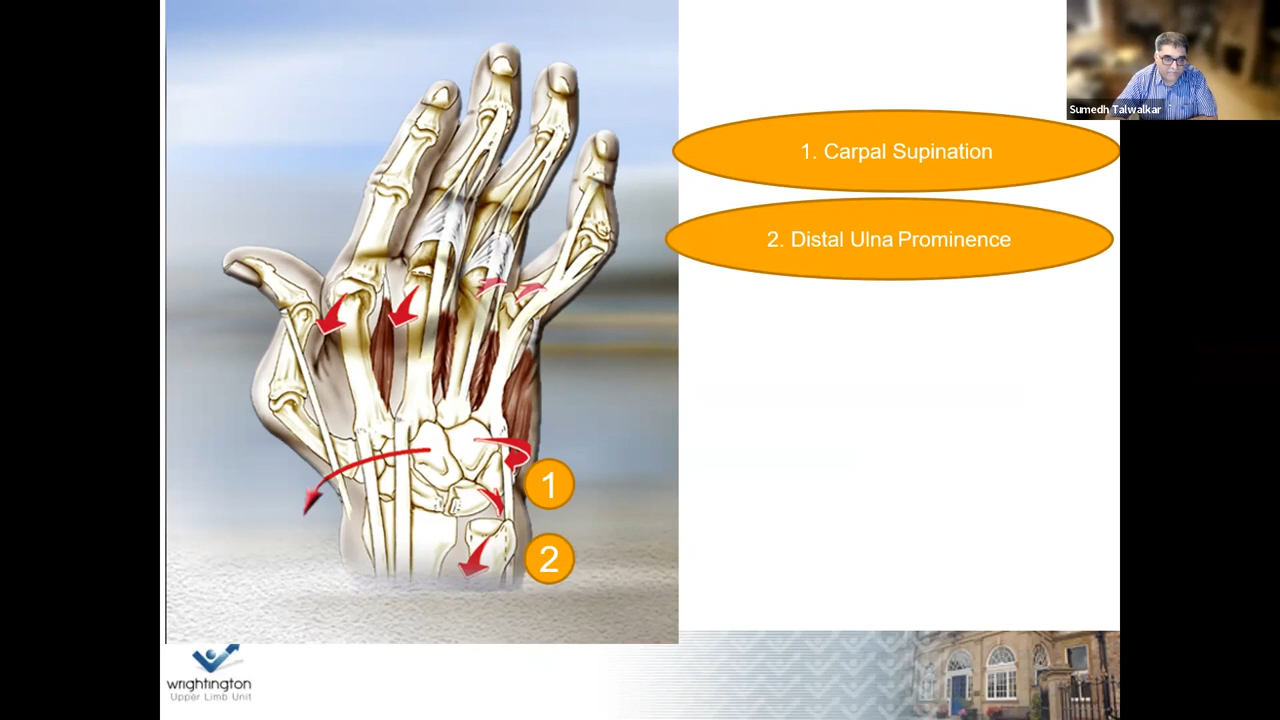 Sumedh Talwalkar
1. Carpal Supination
2. Distal Ulna Prominence
1
2
wrightington
Upper Limb Unit